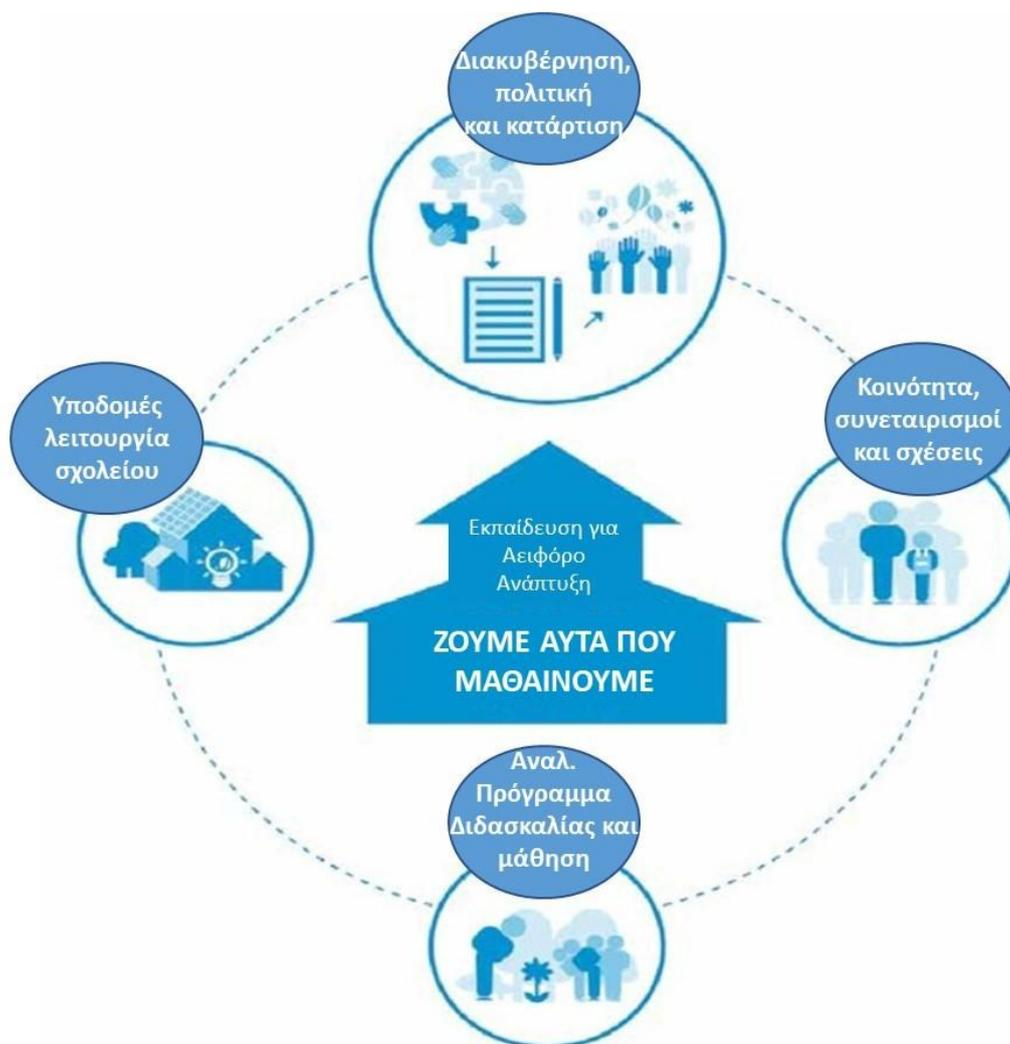 Διακυβέρνηση,
πολιτική
και κατάρτιση
Υποδομές
λειτουργία
σχολείου
Κοινότητα,
συνεταιρισμοί
και σχέσεις
Εκπαίδευση για
Αειφόρο
Ανάπτυξη
ΖΟΥΜΕ ΑΥΤΑ ΠΟΥ
ΜΑΘΑΙΝΟΥΜΕ
Αναλ.
Πρόγραμμα
Διδασκαλίας και
μάθηση